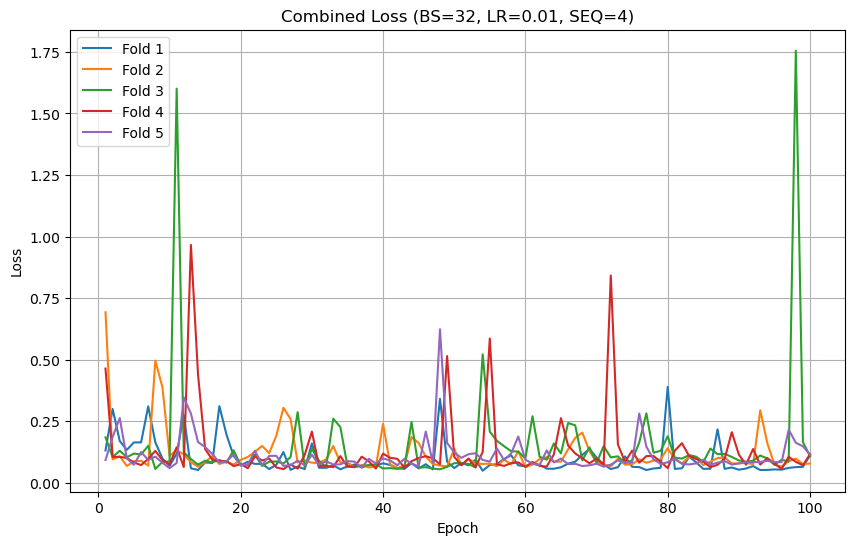 Combined Loss (BS=32, LR=0.01, SEQ=4)
Fold 1
Fold 2
Fold 3
Fold 4
Fold 5
Loss
1.75
1.50
1.25
1.00
0.75
0.50
0.25
0.00
0
20
40
60
80
100
Epoch